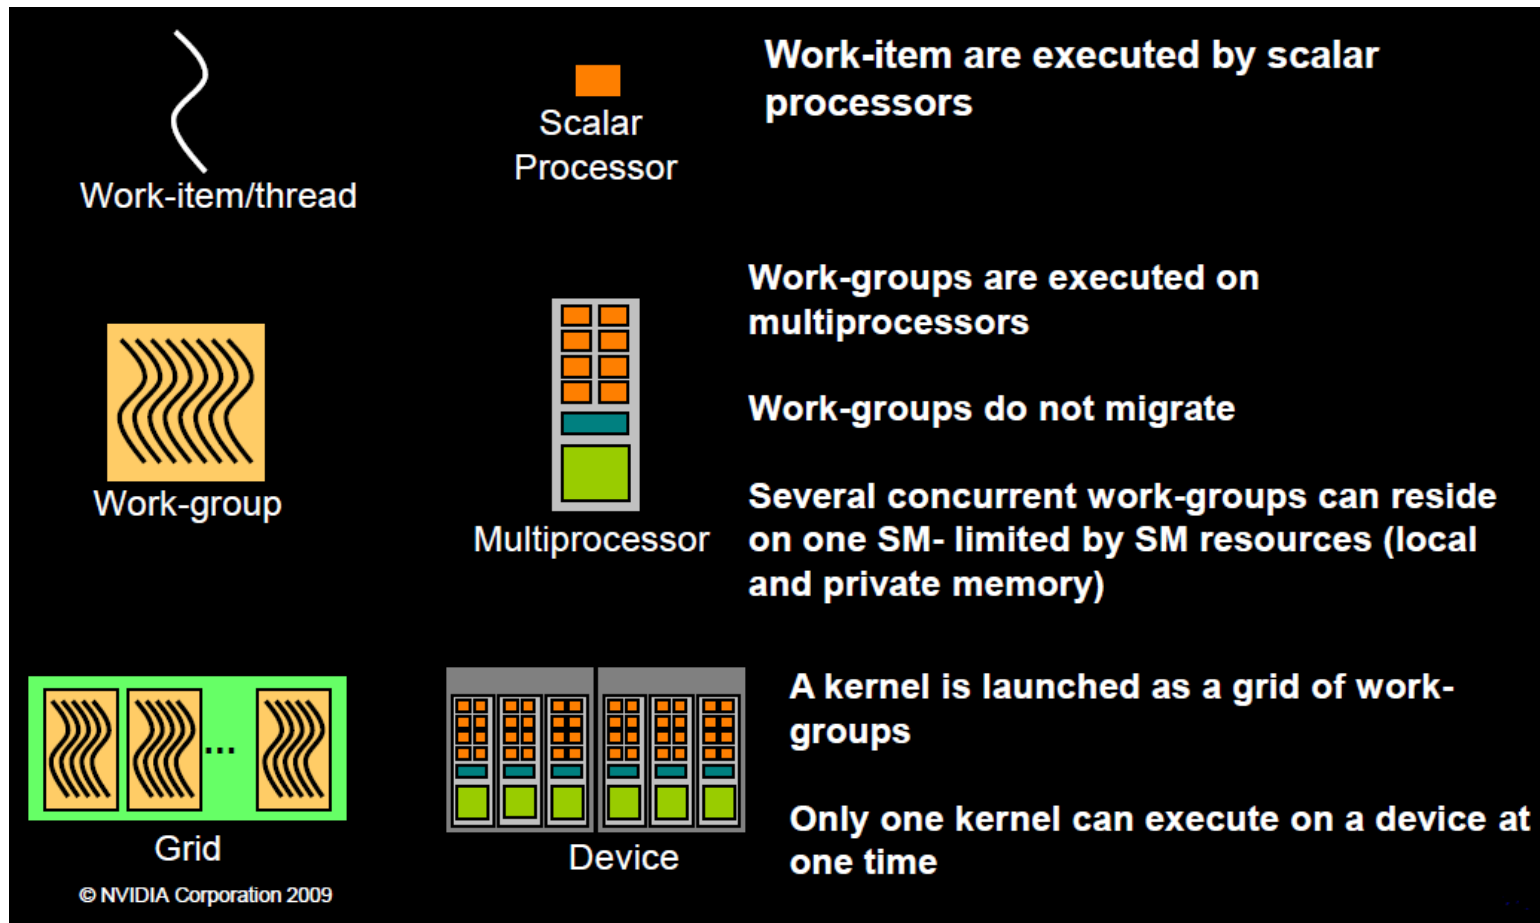 Work-item/thread
Scalar
Processor
Work-item are executed by scalar
processors
Work-group
Multiprocessor
Work-groups are executed on
multiprocessors
Work-groups do not migrate
Several concurrent work-groups can reside
on one SM- limited by SM resources (local
and private memory)
...
Grid
Device
A kernel is launched as a grid of work-
groups
Only one kernel can execute on a device at
one time
© NVIDIA Corporation 2009